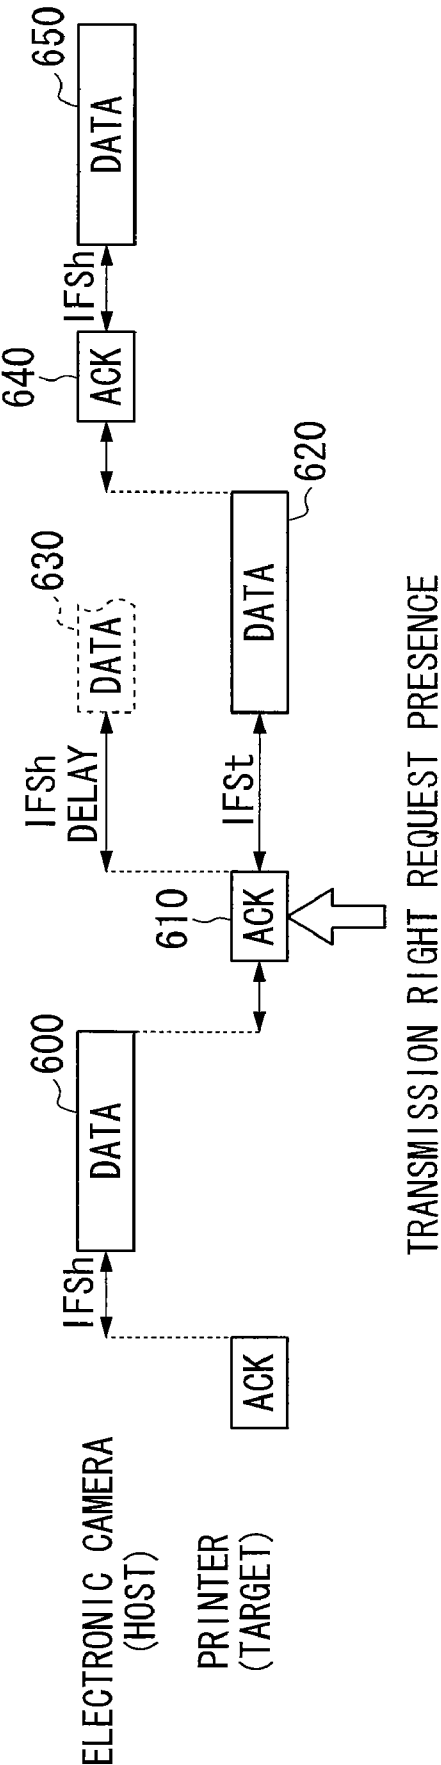 ELECTRONIC CAMERA
(HOST)
IFSh
DATA
600
IFSh
DELAY
DATA
630
ACK
640
IFSh
DATA
650
PRINTER
(TARGET)
ACK
ACK
610
IFSt
DATA
620
TRANSMISSION RIGHT REQUEST PRESENCE